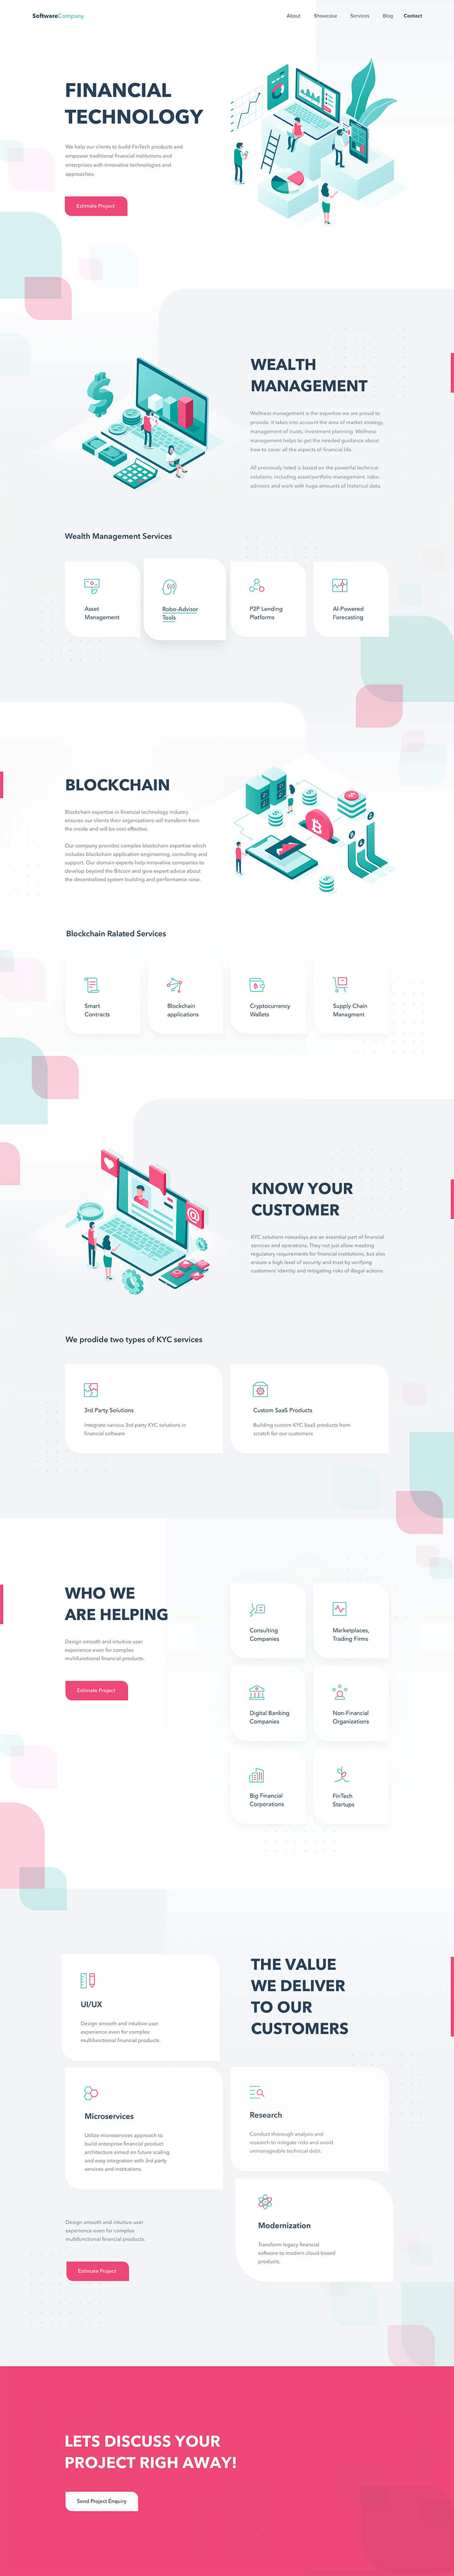 SoftwareCompany
About Showcase Services Blog Contact
FINANCIAL
TECHNOLOGY
We help our clients to build FinTech products and
empower traditional financial institutions and
enterprises with innovative technologies and
approaches.
Estimate Project
WEALTH
MANAGEMENT
Wellness management is the expertise we are proud to
provide. It takes into account the area of market strategy,
management of trusts, investment planning. Wellness
management helps to get the needed guidance about
how to cover all the aspects of financial life.
All previously listed is based on the powerful technical
solutions, including asset/portfolio management, robo-
advisors and work with huge amounts of historical data.
Wealth Management Services
Asset
Management
Robo-Advisor
Tools
P2P Lending
Platforms
AI-Powered
Forecasting
BLOCKCHAIN
Blockchain expertise in financial technology industry
ensures our clients their organisations will transform from
the inside and will be cost effective.
Our company provides complex blockchain expertise which
includes blockchain application engineering, consulting and
support. Our domain experts help innovative companies to
develop beyond the Bitcoin and give expert advice about
the decentralized system building and performance raise.
Blockchain Ralated Services
Smart
Contracts
Blockchain
applications
Cryptocurrency
Wallets
Supply Chain
Managment
KNOW YOUR
CUSTOMER
KYC solutions nowadays are an essential part of financial
services and operations. They not just allow meeting
regulatory requirements for financial institutions, but also
ensure a high level of security and trust by verifying
customers' identity and mitigating risks of illegal actions.
We prodide two types of KYC services
3rd Party Solutions
Integrate various 3rd party KYC solutions in
financial software
Custom SaaS Products
Building custom KYC SaaS products from
scratch for our customers
WHO WE
ARE HELPING
Design smooth and intuitive user
experience even for complex
multifunctional financial products.
Estimate Project
Consulting
Companies
Marketplaces,
Trading Firms
Digital Banking
Companies
Non-Financial
Organizations
Big Financial
Corporations
FinTech
Startups
THE VALUE
WE DELIVER
TO OUR
CUSTOMERS
UI/UX
Design smooth and intuitive user
experience even for complex
multifunctional financial products.
Microservices
Utilize microservices approach to
build enterprise financial product
architecture aimed on future scaling
and easy integration with 3rd party
services and institutions.
Research
Conduct thorough analysis and
research to mitigate risks and avoid
unmanageable technical debt.
Modernization
Transform legacy financial
software to modern cloud-based
products.
Design smooth and intuitive user
experience even for complex
multifunctional financial products.
Estimate Project
LETS DISCUSS YOUR
PROJECT RIGH AWAY!
Send Project Enquiry